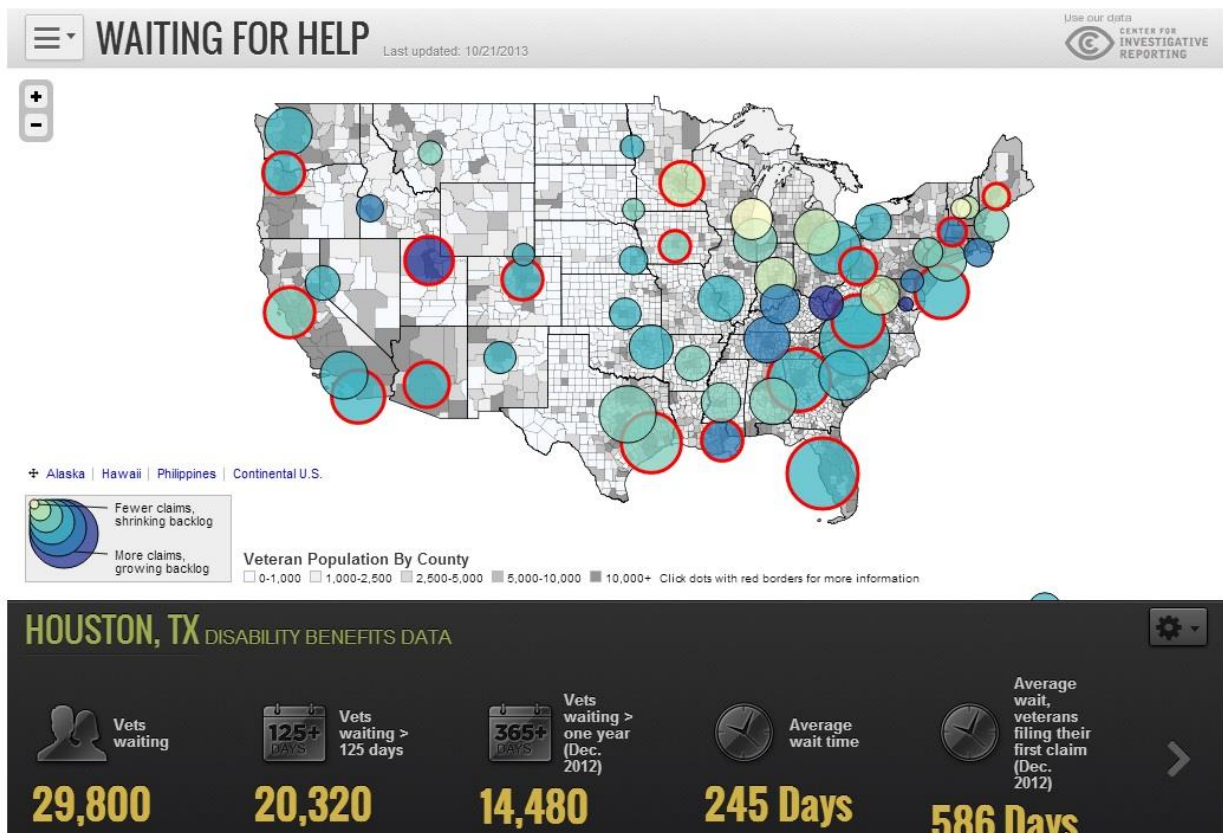 WAITING FOR HELP Last updated: 10/21/2013
Use our data
CENTER FOR
INVESTIGATIVE
REPORTING
+
-
Alaska | Hawaii | Philippines | Continental U.S.
Fewer claims,
shrinking backlog
More claims,
growing backlog
Veteran Population By County
0-1,000 1,000-2,500 2,500-5,000 5,000-10,000 10,000+ Click dots with red borders for more information
HOUSTON, TX DISABILITY BENEFITS DATA
Vets
waiting
29,800
125+
DAYS
Vets
waiting >
125 days
20,320
365+
DAYS
Vets
waiting >
one year
(Dec.
2012)
14,480
Average
wait time
245 Days
Average
wait,
veterans
filing their
first claim
(Dec.
2012)
586 Days